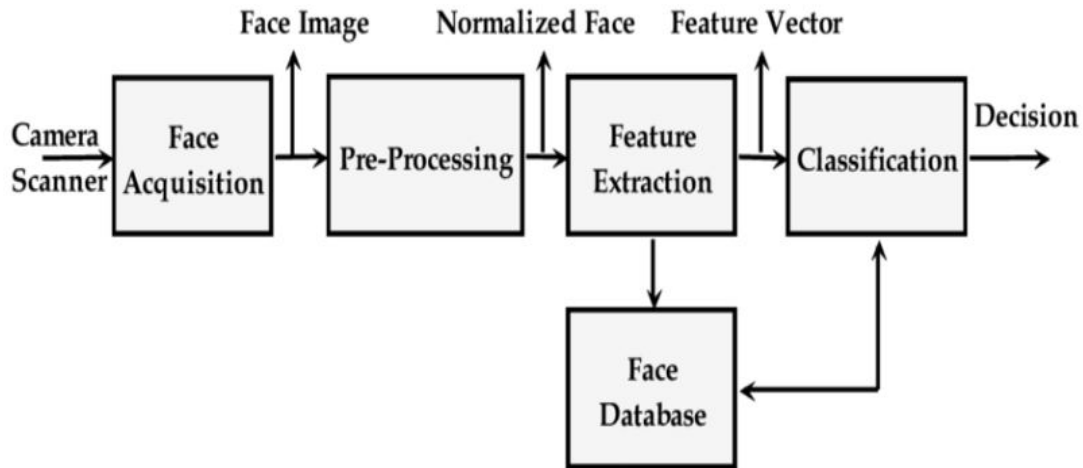 Face Image
Normalized Face
Feature Vector
Camera
Scanner
Face
Acquisition
Pre-Processing
Feature
Extraction
Classification
Decision
Face
Database